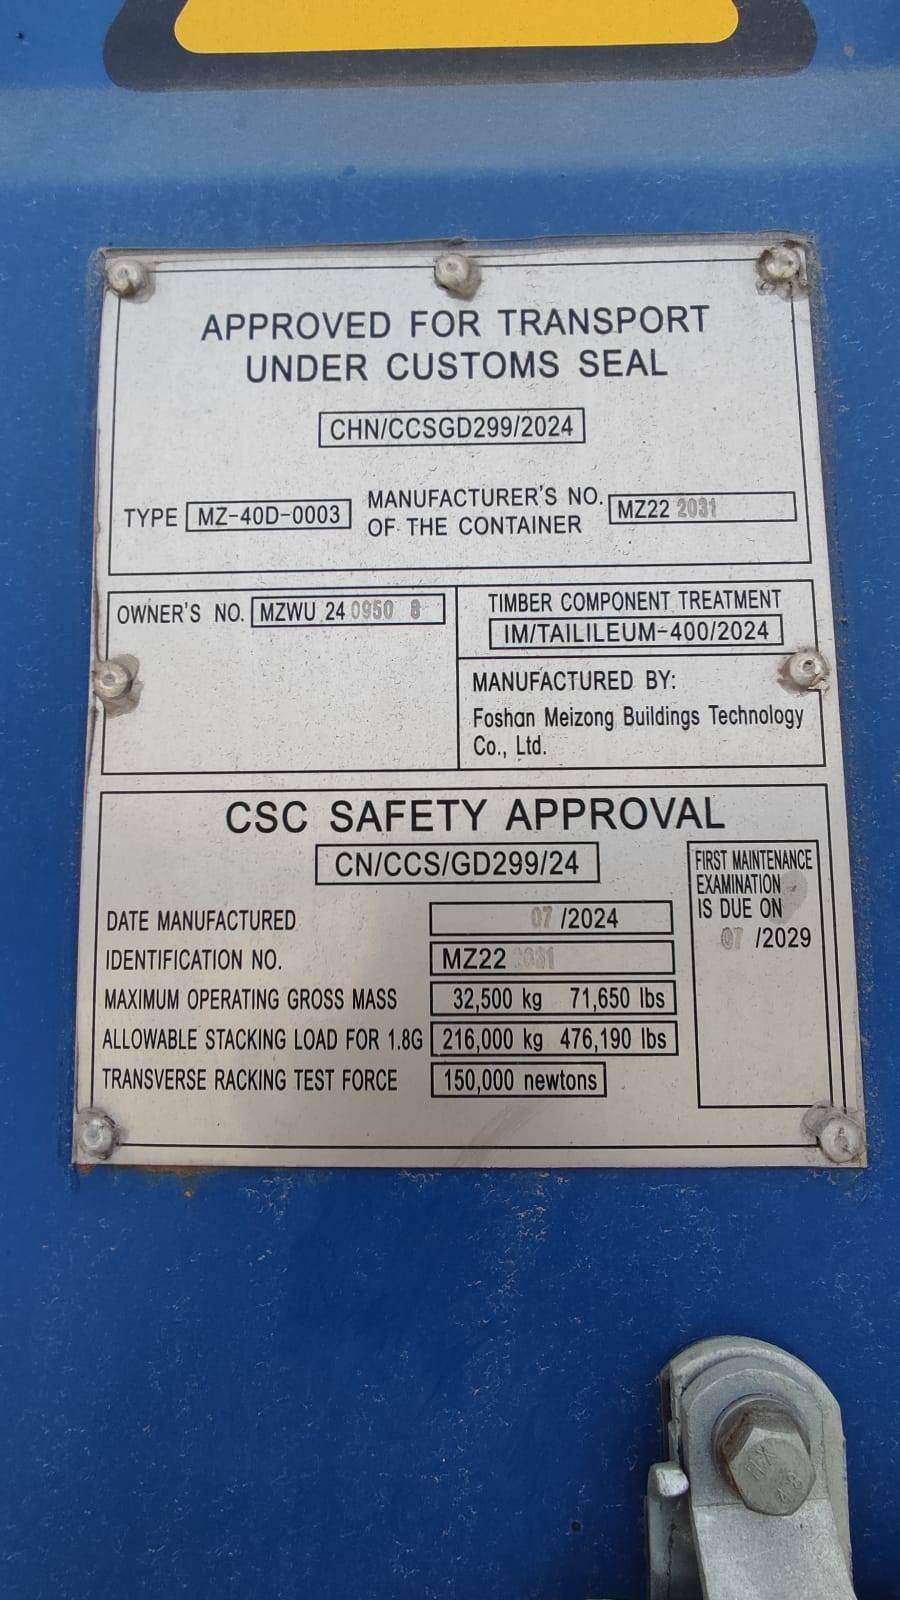 APPROVED FOR TRANSPORT
UNDER CUSTOMS SEAL
CHN/CCSGD299/2024
TYPE MZ-40D-0003
MANUFACTURER'S NO.
OF THE CONTAINER
MZ22 2031
OWNER'S NO. MZWU 24 0950 8
TIMBER COMPONENT TREATMENT
IM/TAILILEUM-400/2024
MANUFACTURED BY:
Foshan Meizong Buildings Technology
Co., Ltd.
CSC SAFETY APPROVAL
CN/CCS/GD299/24
DATE MANUFACTURED 07 /2024
IDENTIFICATION NO. MZ22 2031
MAXIMUM OPERATING GROSS MASS 32,500 kg 71,650 lbs
ALLOWABLE STACKING LOAD FOR 1.8G 216,000 kg 476,190 lbs
TRANSVERSE RACKING TEST FORCE 150,000 newtons
FIRST MAINTENANCE
EXAMINATION
IS DUE ON
07 /2029